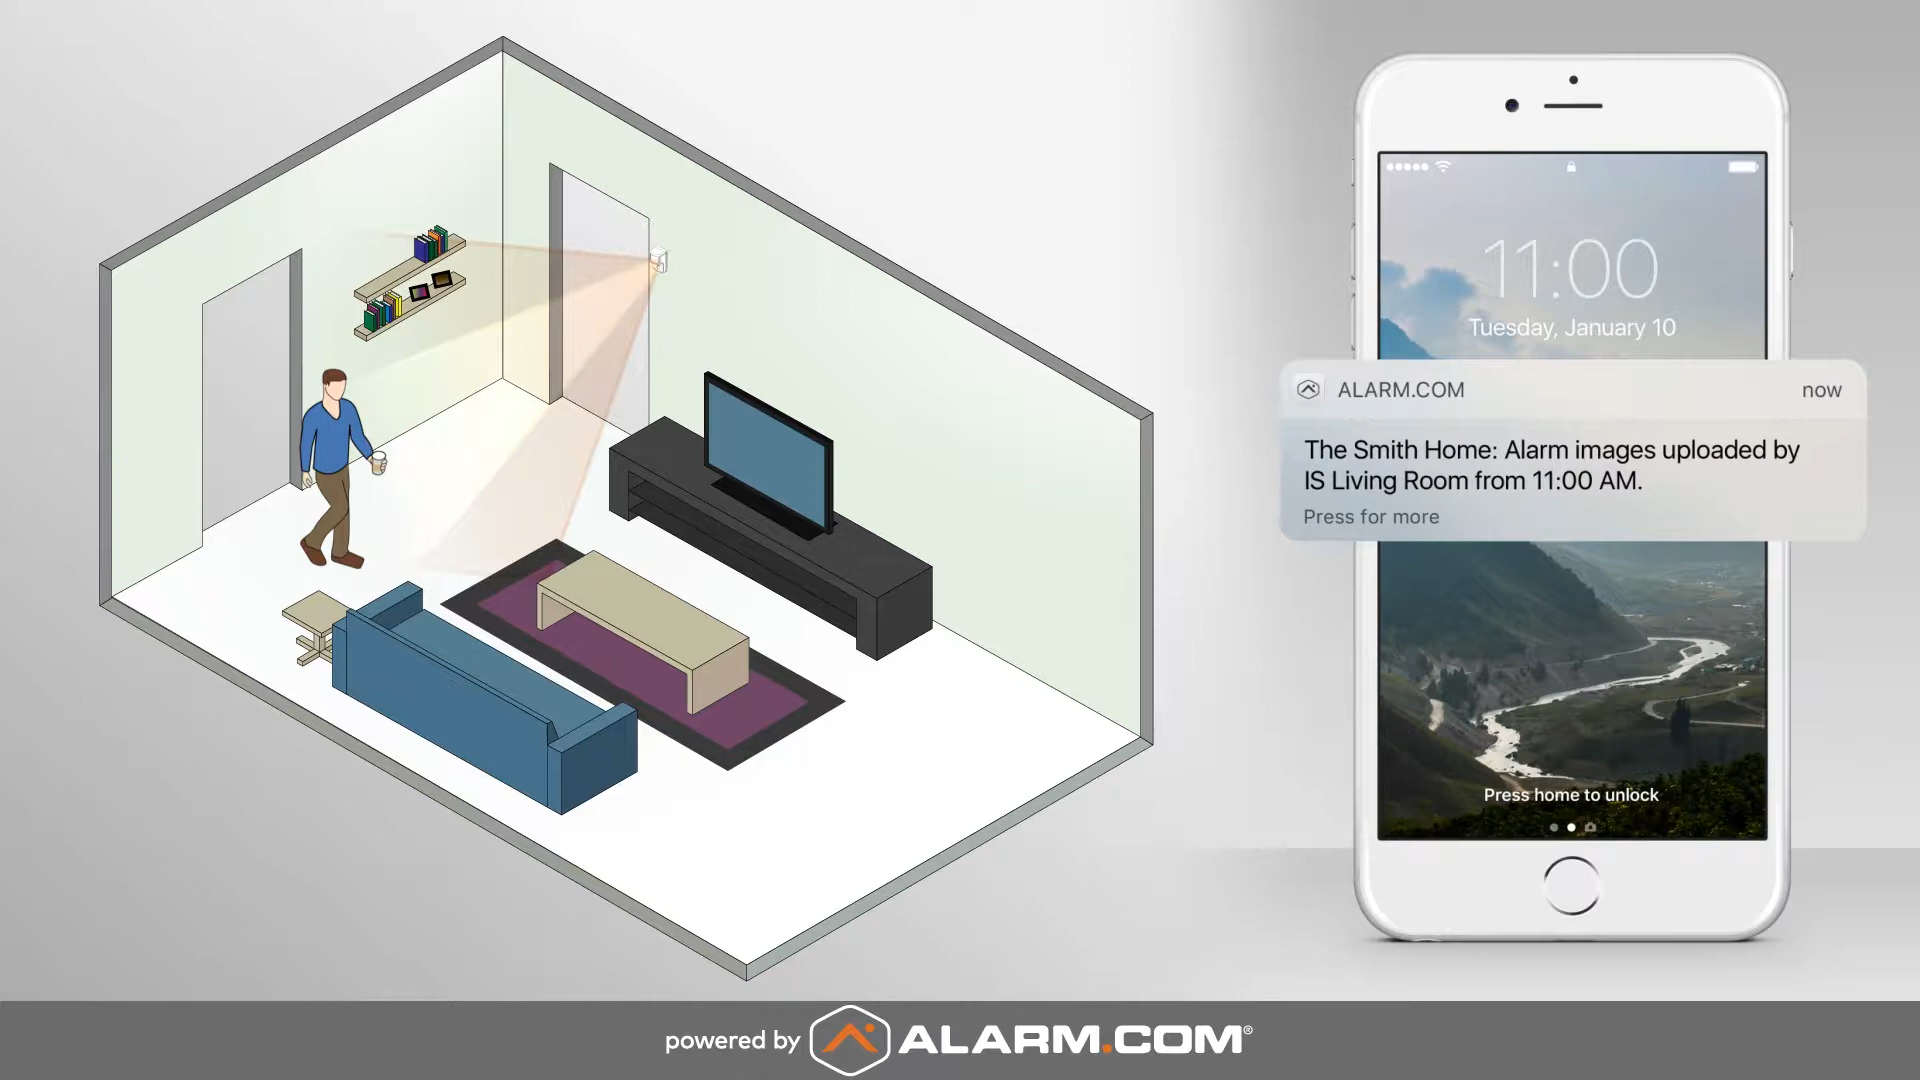 11:00
Tuesday, January 10
ALARM.COM
now
The Smith Home: Alarm images uploaded by
IS Living Room from 11:00 AM.
Press for more
Press home to unlock
powered by ALARM.COM®